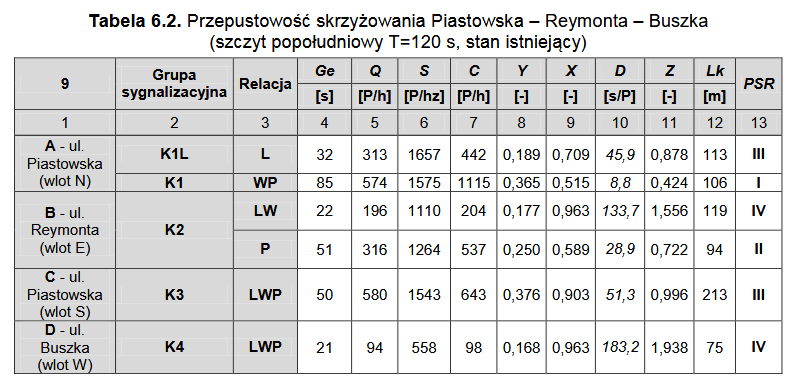 Tabela 6.2. Przepustowość skrzyżowania Piastowska – Reymonta – Buszka
(szczyt popołudniowy T=120 s, stan istniejący)
9 Grupa sygnalizacyjna Relacja Ge Q S C Y X D Z Lk PSR
[s] [P/h] [P/hz] [P/h] [-] [-] [s/P] [-] [m]
1 2 3 4 5 6 7 8 9 10 11 12 13
A - ul. Piastowska (wlot N) K1L L 32 313 1657 442 0,189 0,709 45,9 0,878 113 III
K1 WP 85 574 1575 1115 0,365 0,515 8,8 0,424 106 I
B - ul. Reymonta (wlot E) K2 LW 22 196 1110 204 0,177 0,963 133,7 1,556 119 IV
P 51 316 1264 537 0,250 0,589 28,9 0,722 94 II
C - ul. Piastowska (wlot S) K3 LWP 50 580 1543 643 0,376 0,903 51,3 0,996 213 III
D - ul. Buszka (wlot W) K4 LWP 21 94 558 98 0,168 0,963 183,2 1,938 75 IV